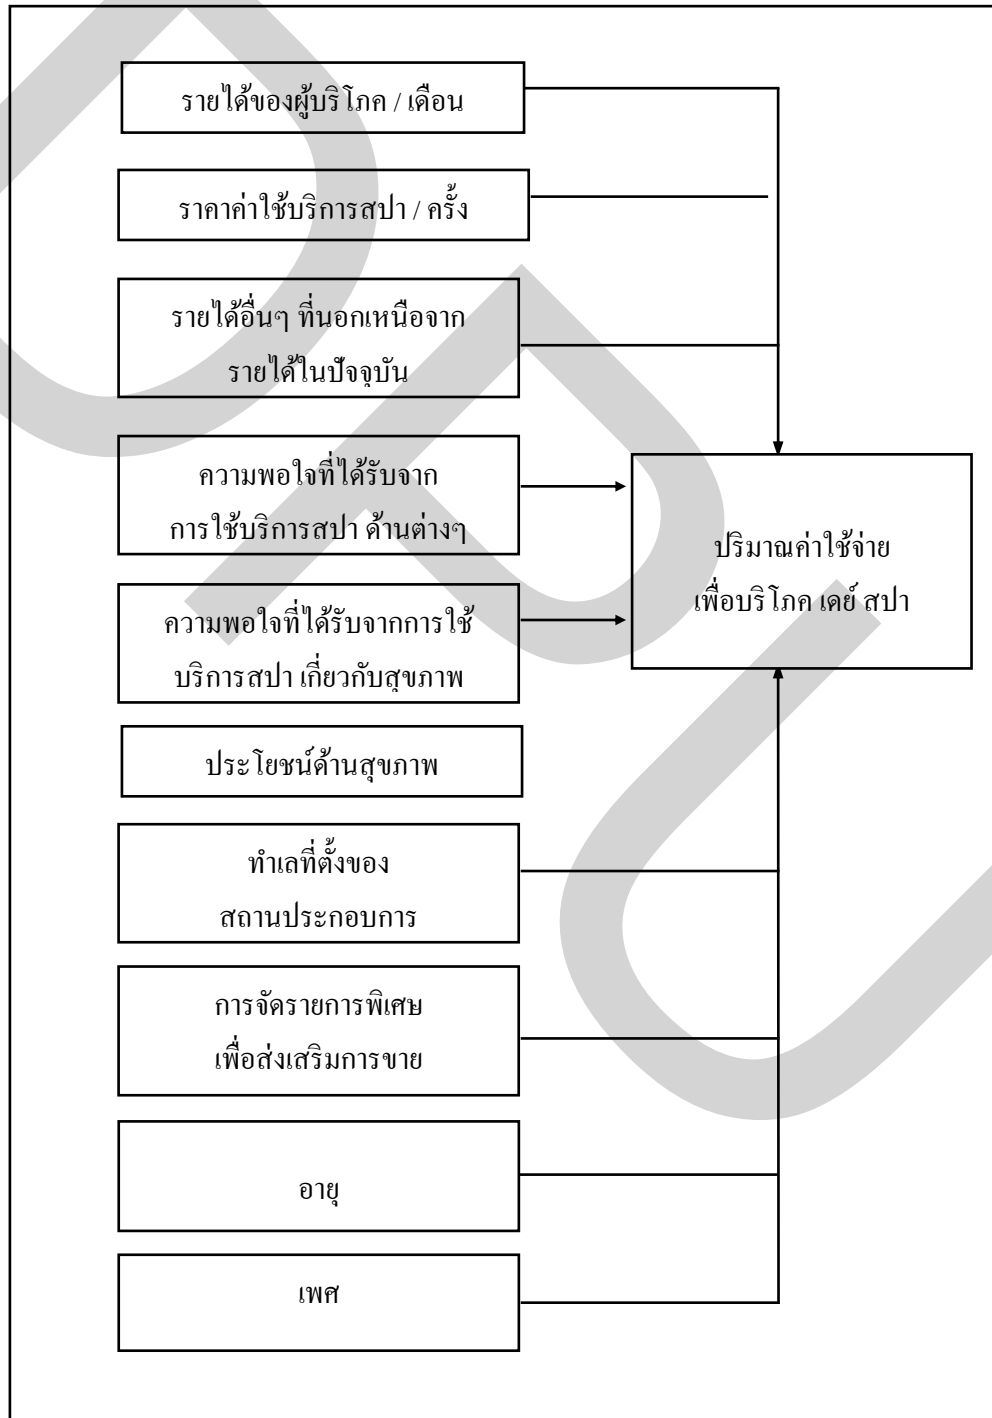 รายได้ของผู้บริโภค / เดือน
ราคาค่าใช้บริการสปา / ครั้ง
รายได้อื่นๆ ที่นอกเหนือจาก
รายได้ในปัจจุบัน
ความพอใจที่ได้รับจาก
การใช้บริการสปา ด้านต่างๆ
ความพอใจที่ได้รับจากการใช้
บริการสปา เกี่ยวกับสุขภาพ
ปริมาณค่าใช้จ่าย
เพื่อบริโภค เดย์ สปา
ประโยชน์ด้านสุขภาพ
ทำเลที่ตั้งของ
สถานประกอบการ
การจัดรายการพิเศษ
เพื่อส่งเสริมการขาย
อายุ
เพศ
DPU